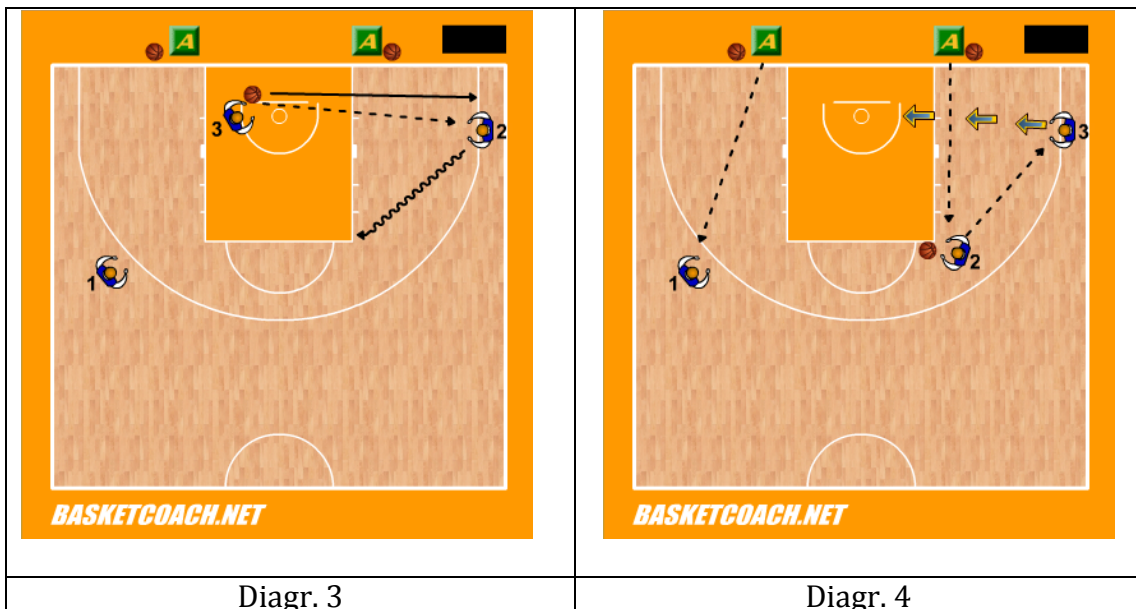 A A
3
2
1
BASKETCOACH.NET
Diagr. 3
A A
3
2
1
BASKETCOACH.NET
Diagr. 4